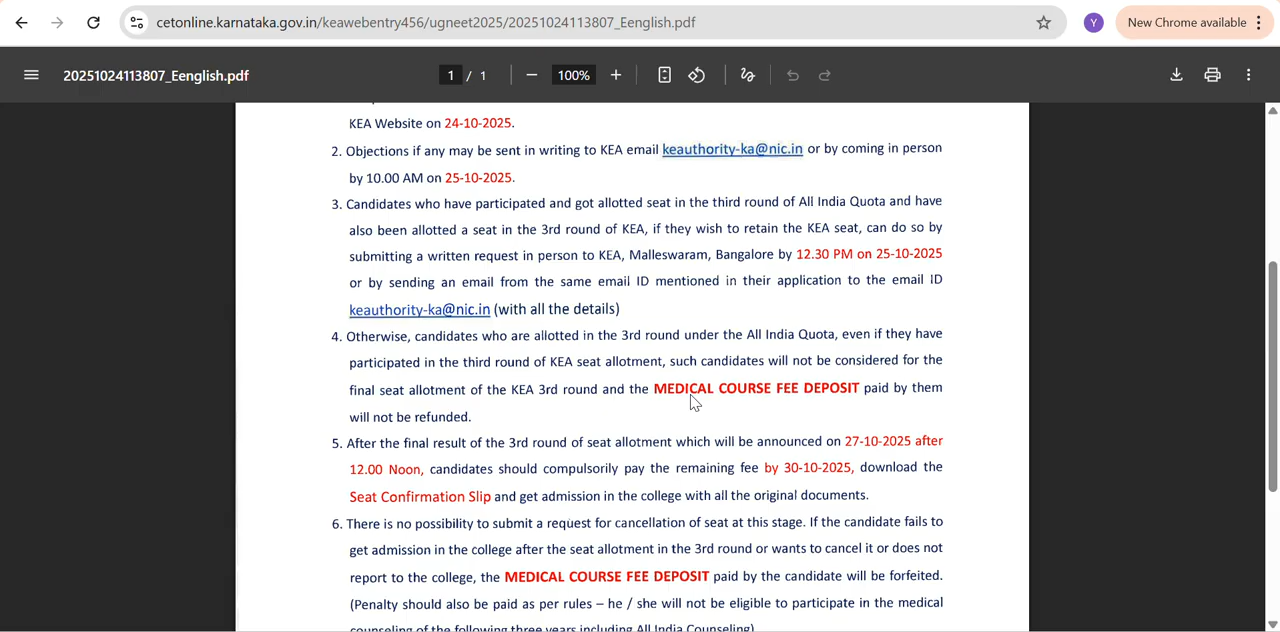 cetonline.karnataka.gov.in/keawebentry456/ugneet2025/20251024113807_Eenglish.pdf
Y
New Chrome available
20251024113807_Eenglish.pdf
1 / 1
100%
KEA Website on 24-10-2025.
2. Objections if any may be sent in writing to KEA email keauthority-ka@nic.in or by coming in person
by 10.00 AM on 25-10-2025.
3. Candidates who have participated and got allotted seat in the third round of All India Quota and have
also been allotted a seat in the 3rd round of KEA, if they wish to retain the KEA seat, can do so by
submitting a written request in person to KEA, Malleswaram, Bangalore by 12.30 PM on 25-10-2025
or by sending an email from the same email ID mentioned in their application to the email ID
keauthority-ka@nic.in (with all the details)
4. Otherwise, candidates who are allotted in the 3rd round under the All India Quota, even if they have
participated in the third round of KEA seat allotment, such candidates will not be considered for the
final seat allotment of the KEA 3rd round and the MEDICAL COURSE FEE DEPOSIT paid by them
will not be refunded.
5. After the final result of the 3rd round of seat allotment which will be announced on 27-10-2025 after
12.00 Noon, candidates should compulsorily pay the remaining fee by 30-10-2025, download the
Seat Confirmation Slip and get admission in the college with all the original documents.
6. There is no possibility to submit a request for cancellation of seat at this stage. If the candidate fails to
get admission in the college after the seat allotment in the 3rd round or wants to cancel it or does not
report to the college, the MEDICAL COURSE FEE DEPOSIT paid by the candidate will be forfeited.
(Penalty should also be paid as per rules – he / she will not be eligible to participate in the medical
counseling of the following three years including All India Counseling)